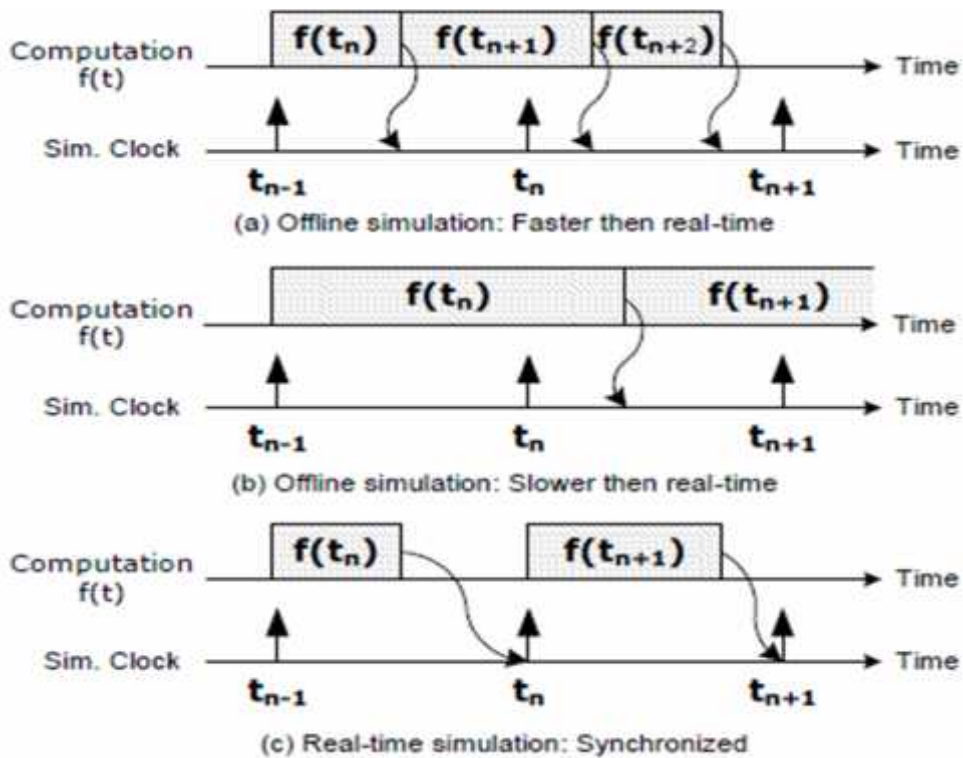 f(tn) f(tn+1) f(tn+2)
Computation
f(t)
Time
Sim. Clock
Time
tn-1 tn tn+1
(a) Offline simulation: Faster then real-time
f(tn) f(tn+1)
Computation
f(t)
Time
Sim. Clock
Time
tn-1 tn tn+1
(b) Offline simulation: Slower then real-time
f(tn) f(tn+1)
Computation
f(t)
Time
Sim. Clock
Time
tn-1 tn tn+1
(c) Real-time simulation: Synchronized